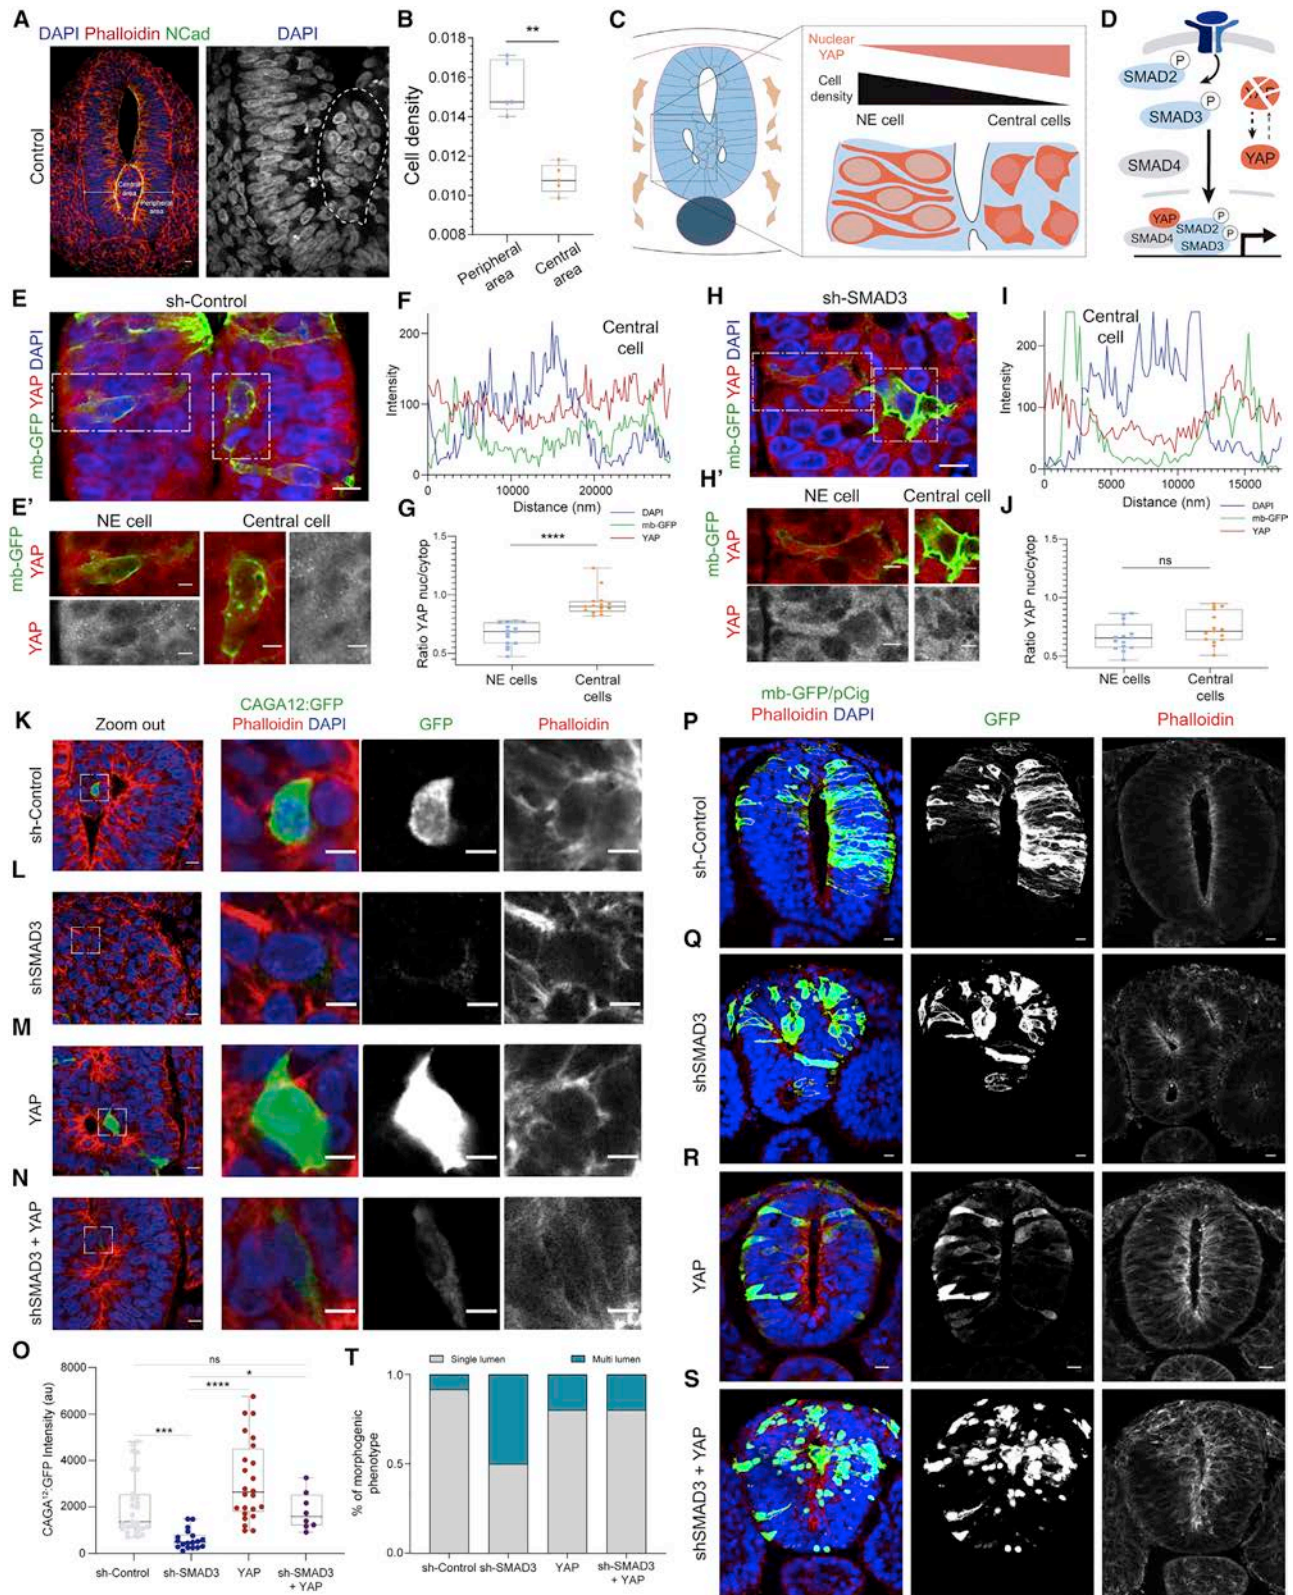 A
DAPI Phalloidin NCad
DAPI
Control
Central area
Peripheral area
B
**
Cell density
0.018
0.016
0.014
0.012
0.010
0.008
Peripheral area
Central area
C
Nuclear YAP
Cell density
NE cell
Central cells
D
P
SMAD2
P
SMAD3
YAP
YAP
SMAD4
YAP
SMAD4
SMAD2
SMAD3
P
P
E
sh-Control
mb-GFP YAP DAPI
E'
NE cell
Central cell
mb-GFP
YAP
YAP
F
Central cell
Intensity
200
100
0
0
10000
20000
Distance (nm)
DAPI
mb-GFP
YAP
G
****
Ratio YAP nuc/cytop
1.0
0.5
NE cells
Central cells
H
sh-SMAD3
mb-GFP YAP DAPI
H'
NE cell
Central cell
mb-GFP
YAP
YAP
I
Central cell
Intensity
200
100
0
0
5000
10000
15000
Distance (nm)
DAPI
mb-GFP
YAP
J
ns
Ratio YAP nuc/cytop
1.0
0.5
NE cells
Central cells
K
Zoom out
CAGA12:GFP
Phalloidin DAPI
GFP
Phalloidin
sh-Control
L
shSMAD3
M
YAP
N
shSMAD3 + YAP
O
ns
*
****
***
CAGA¹²:GFP Intensity (au)
8000
6000
4000
2000
0
sh-Control
sh-SMAD3
YAP
sh-SMAD3 + YAP
T
Single lumen
Multi lumen
% of morphogenic phenotype
1.0
0.5
0.0
sh-Control
sh-SMAD3
YAP
sh-SMAD3 + YAP
P
mb-GFP/pCig
Phalloidin DAPI
GFP
Phalloidin
sh-Control
Q
shSMAD3
R
YAP
S
shSMAD3 + YAP